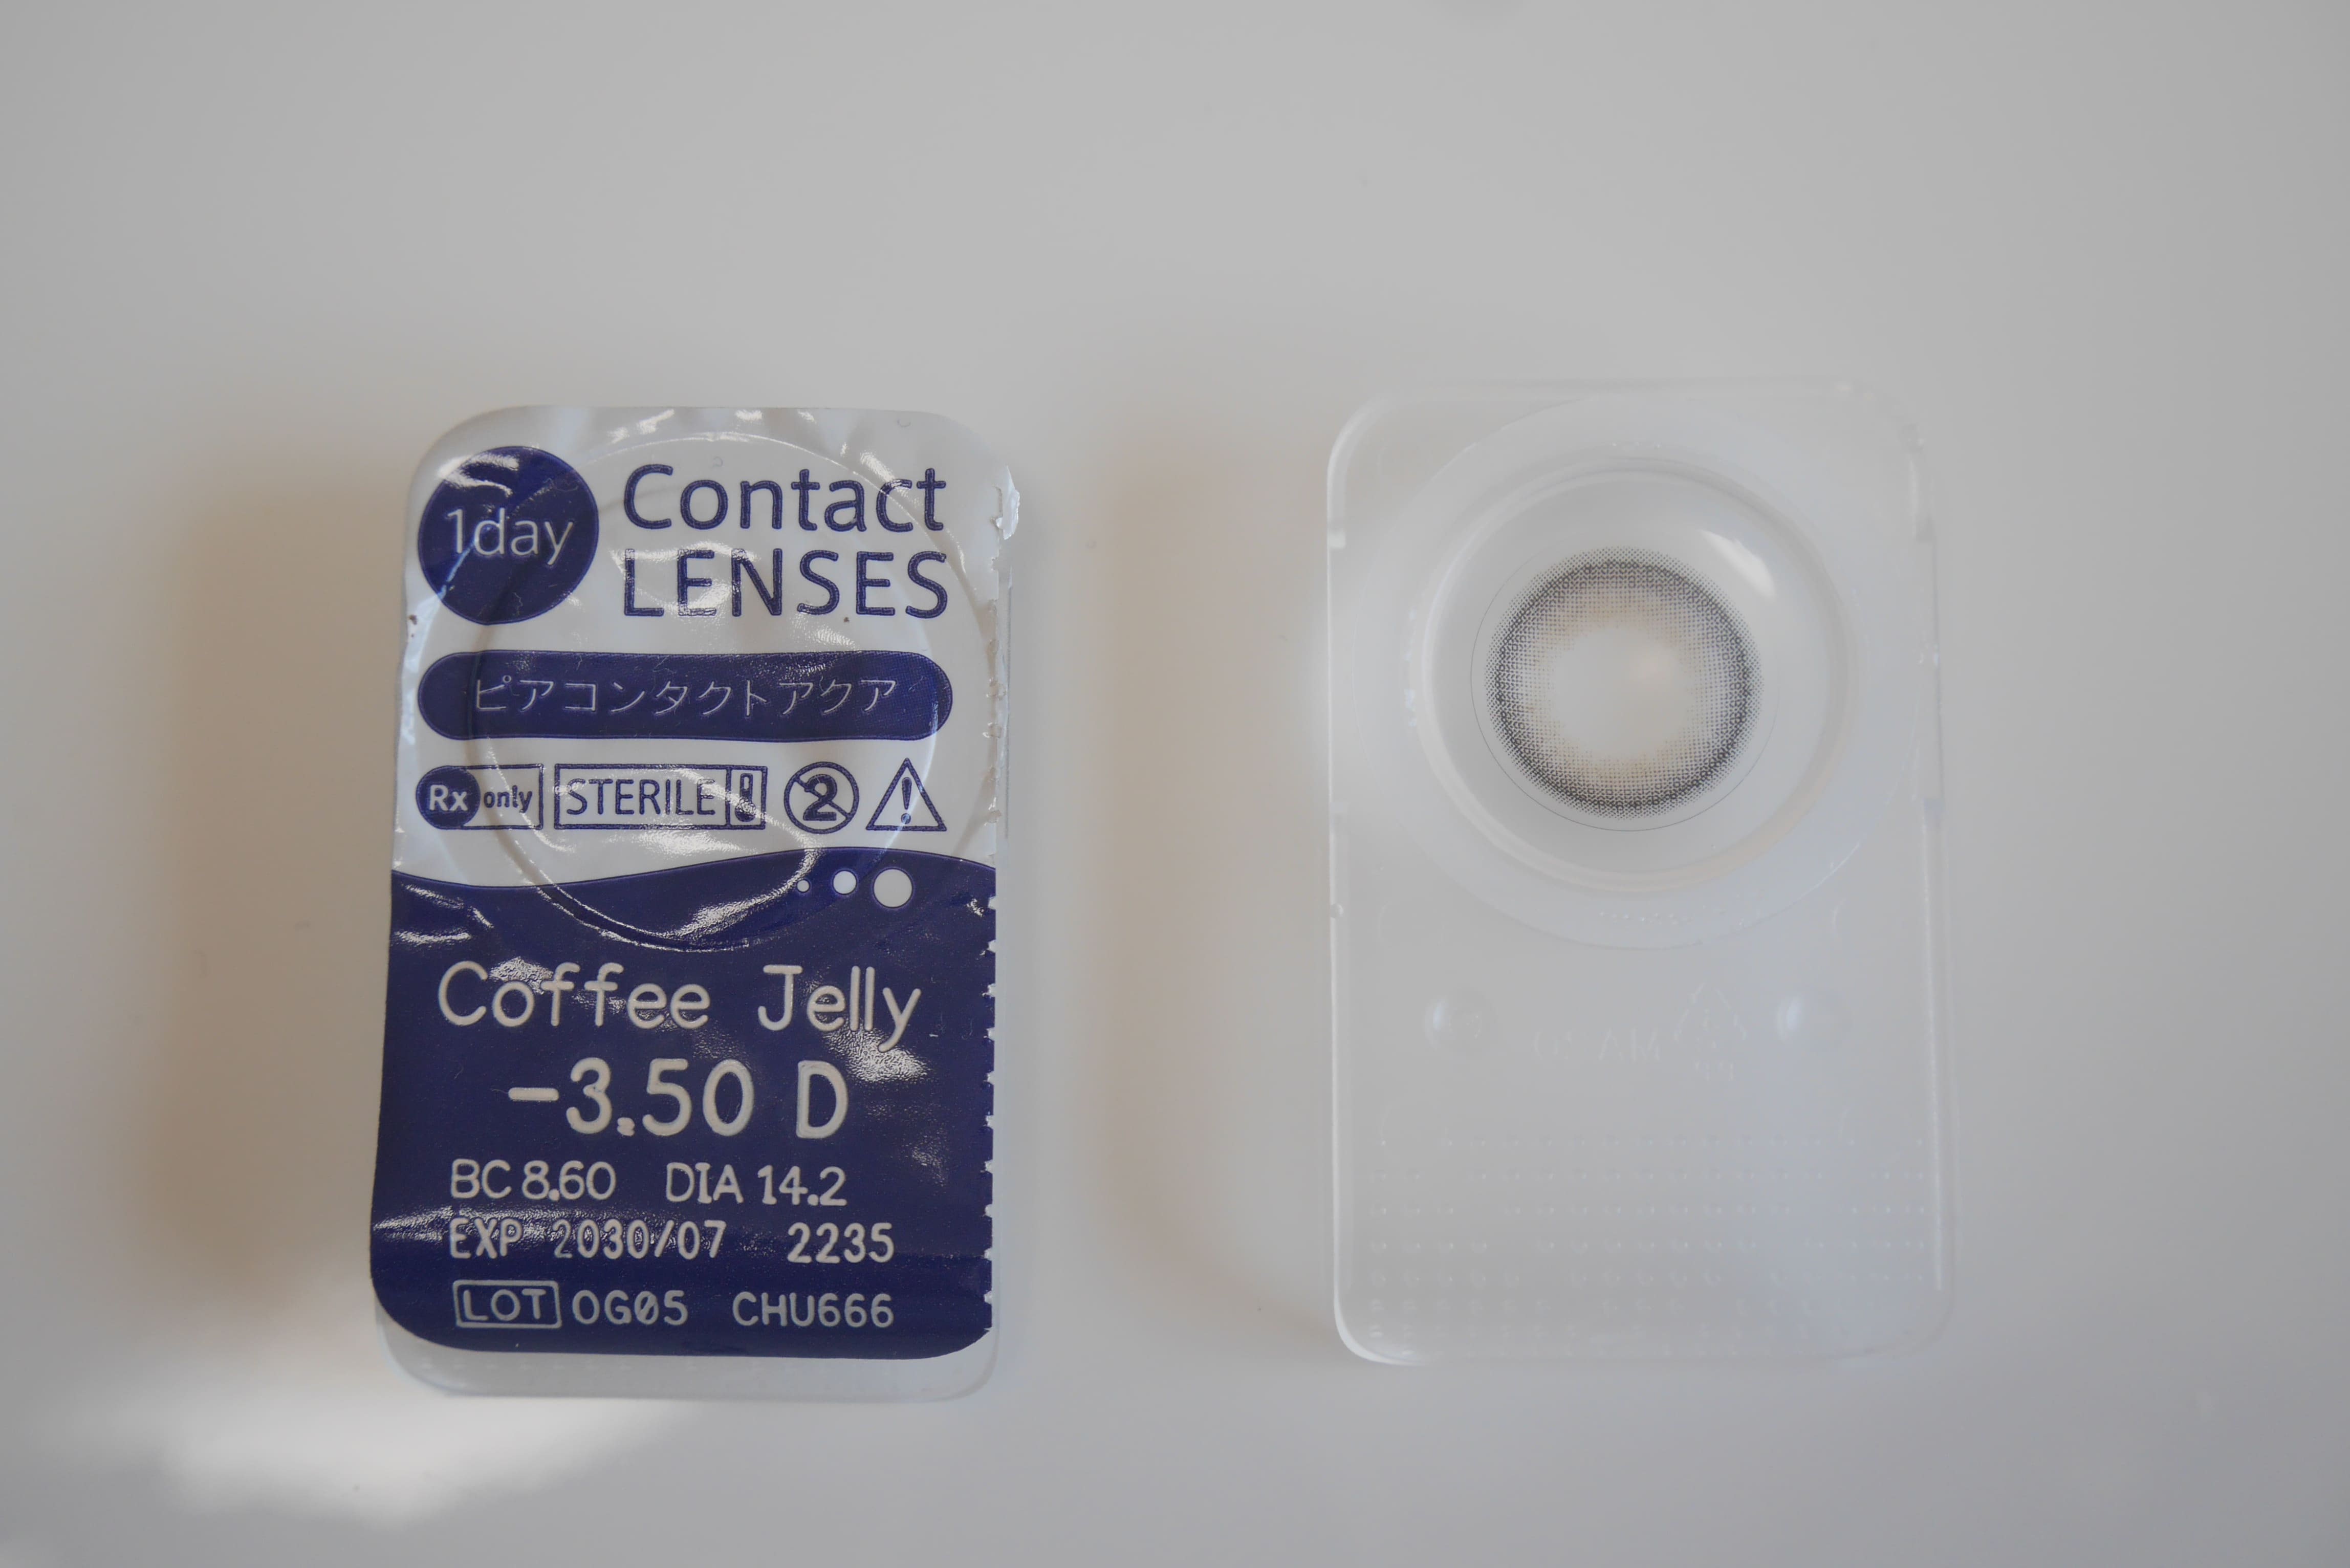 1day
Contact
LENSES
ピアコンタクトアクア
Rx only STERILE 2 !
Coffee Jelly
-3.50 D
BC 8.60 DIA 14.2
EXP 2030/07 2235
LOT OG05 CHU666